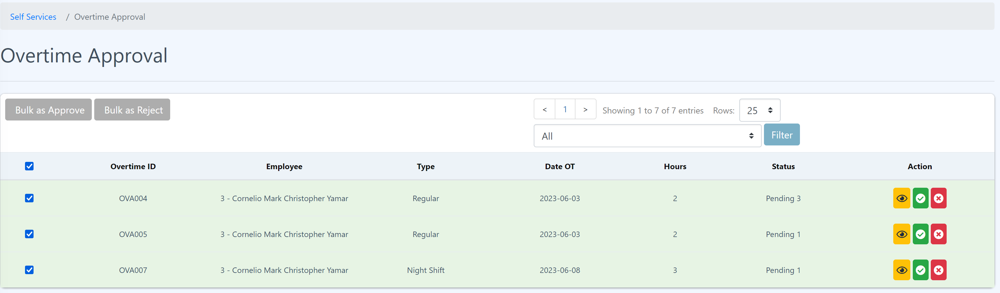 Self Services / Overtime Approval
Overtime Approval
Bulk as Approve Bulk as Reject < 1 > Showing 1 to 7 of 7 entries Rows: 25
All Filter
Overtime ID Employee Type Date OT Hours Status Action
OVA004 3 - Cornelio Mark Christopher Yamar Regular 2023-06-03 2 Pending 3
OVA005 3 - Cornelio Mark Christopher Yamar Regular 2023-06-03 2 Pending 1
OVA007 3 - Cornelio Mark Christopher Yamar Night Shift 2023-06-08 3 Pending 1